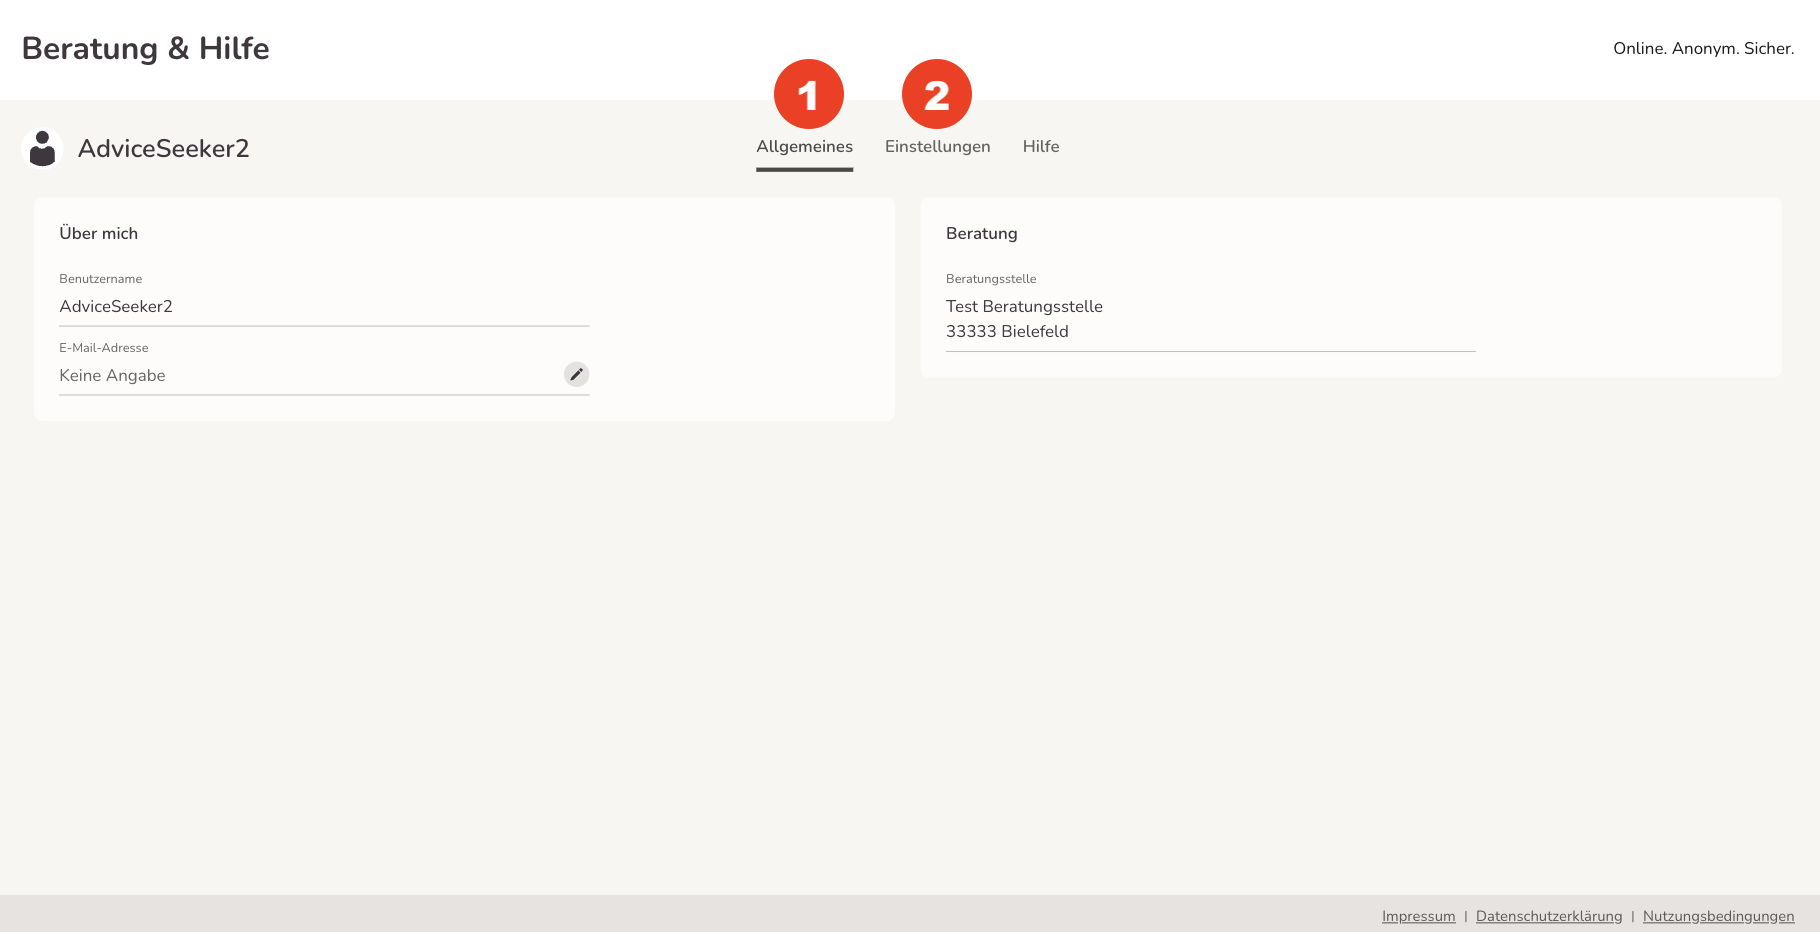 Beratung & Hilfe
Online. Anonym. Sicher.
1
2
AdviceSeeker2
Allgemeines
Einstellungen
Hilfe
Über mich
Benutzername
AdviceSeeker2
E-Mail-Adresse
Keine Angabe
Beratung
Beratungsstelle
Test Beratungsstelle
33333 Bielefeld
Impressum | Datenschutzerklärung | Nutzungsbedingungen